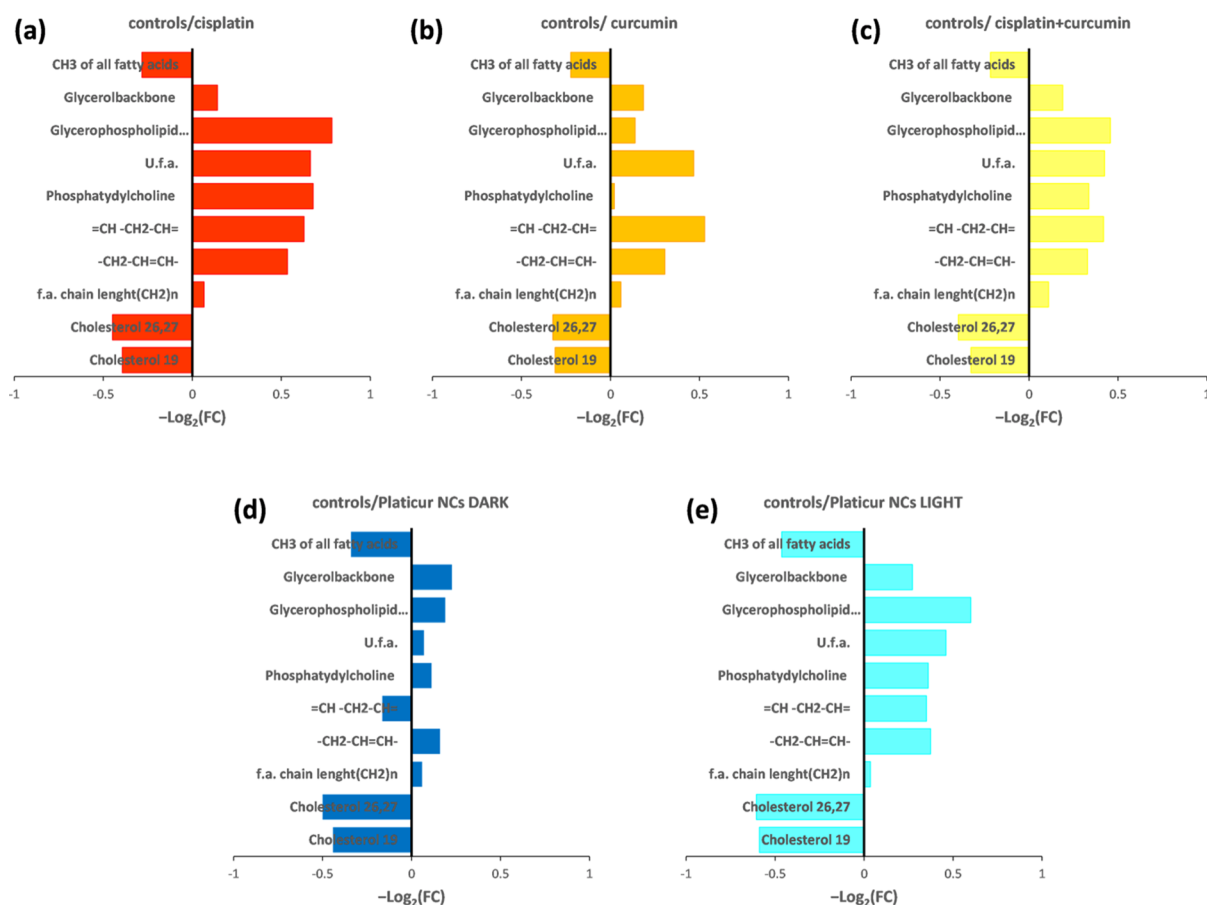 (a)
controls/cisplatin
CH3 of all fatty acids
Glycerolbackbone
Glycerophospholipid...
U.f.a.
Phosphatydylcholine
=CH -CH2-CH=
-CH2-CH=CH-
f.a. chain lenght(CH2)n
Cholesterol 26,27
Cholesterol 19
-1 -0.5 0 0.5 1
–Log2(FC)
(b)
controls/ curcumin
CH3 of all fatty acids
Glycerolbackbone
Glycerophospholipid...
U.f.a.
Phosphatydylcholine
=CH -CH2-CH=
-CH2-CH=CH-
f.a. chain lenght(CH2)n
Cholesterol 26,27
Cholesterol 19
-1 -0.5 0 0.5 1
–Log2(FC)
(c)
controls/ cisplatin+curcumin
CH3 of all fatty acids
Glycerolbackbone
Glycerophospholipid...
U.f.a.
Phosphatydylcholine
=CH -CH2-CH=
-CH2-CH=CH-
f.a. chain lenght(CH2)n
Cholesterol 26,27
Cholesterol 19
-1 -0.5 0 0.5 1
–Log2(FC)
(d)
controls/Platicur NCs DARK
CH3 of all fatty acids
Glycerolbackbone
Glycerophospholipid...
U.f.a.
Phosphatydylcholine
=CH -CH2-CH=
-CH2-CH=CH-
f.a. chain lenght(CH2)n
Cholesterol 26,27
Cholesterol 19
-1 -0.5 0 0.5 1
–Log2(FC)
(e)
controls/Platicur NCs LIGHT
CH3 of all fatty acids
Glycerolbackbone
Glycerophospholipid...
U.f.a.
Phosphatydylcholine
=CH -CH2-CH=
-CH2-CH=CH-
f.a. chain lenght(CH2)n
Cholesterol 26,27
Cholesterol 19
-1 -0.5 0 0.5 1
–Log2(FC)